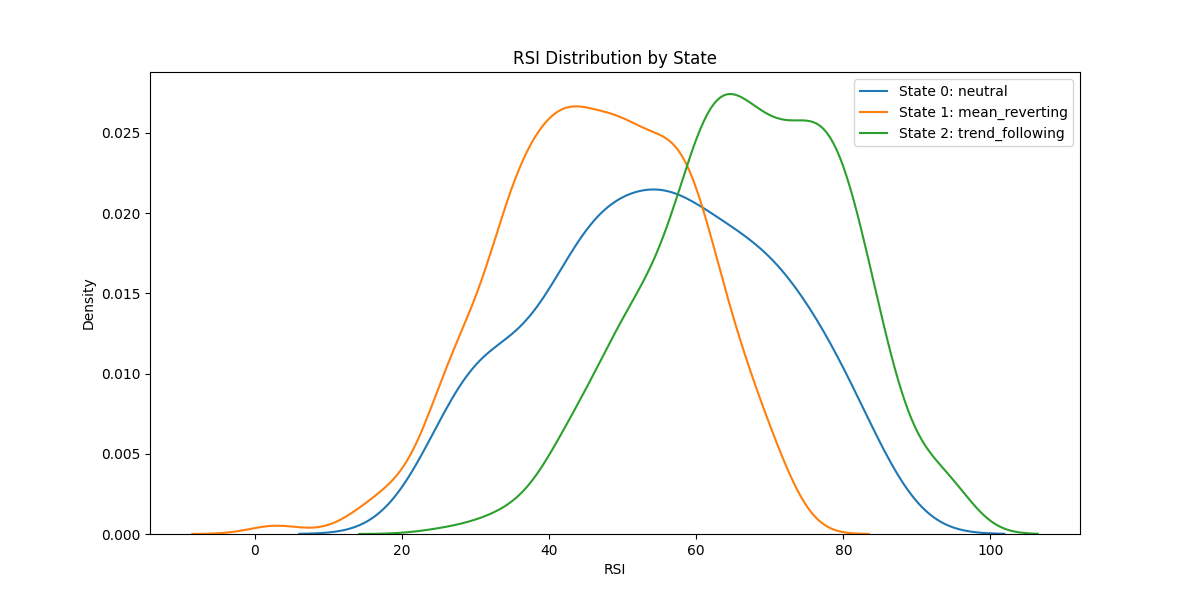 RSI Distribution by State
State 0: neutral
State 1: mean_reverting
State 2: trend_following
Density
0.025
0.020
0.015
0.010
0.005
0.000
0 20 40 60 80 100
RSI